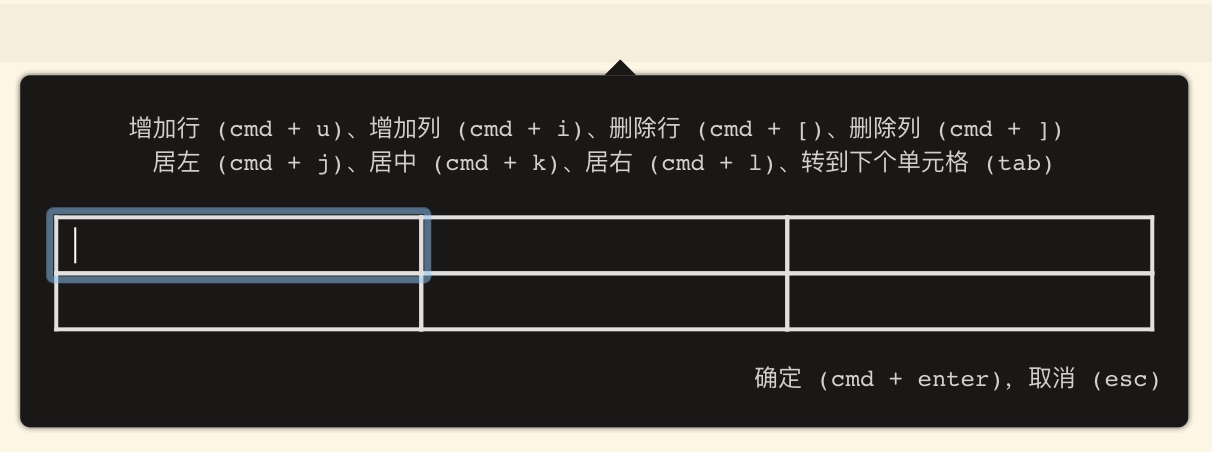 增加行 (cmd + u)、增加列 (cmd + i)、删除行 (cmd + [)、删除列 (cmd + ])
居左 (cmd + j)、居中 (cmd + k)、居右 (cmd + l)、转到下个单元格 (tab)
确定 (cmd + enter), 取消 (esc)